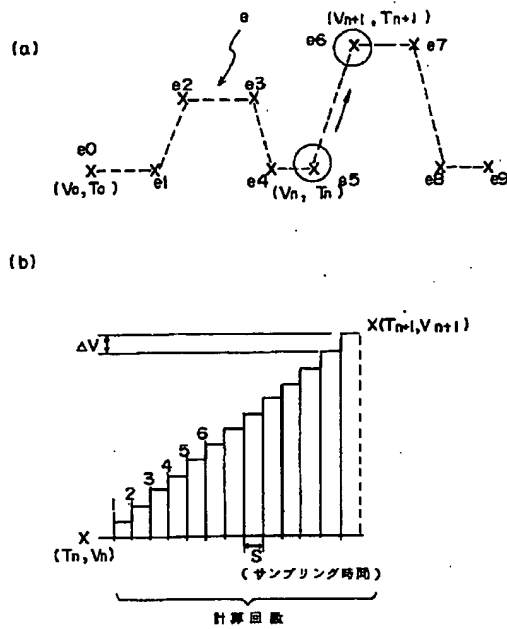 (a)
e
(Vn+1, Tn+1)
e6
e7
e2
e3
e0
(Vo, To)
e1
e4
e5
(Vn, Tn)
e8
e9
(b)
ΔV
X(Tn+1, Vn+1)
1
2
3
4
5
6
X
(Tn, Vn)
S
(サンプリング時間)
計算回数